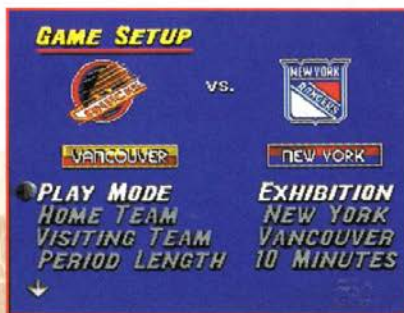 GAME SETUP
VS.
NEW YORK
RANGERS
VANCOUVER NEW YORK
PLAY MODE EXHIBITION
HOME TEAM NEW YORK
VISITING TEAM VANCOUVER
PERIOD LENGTH 10 MINUTES